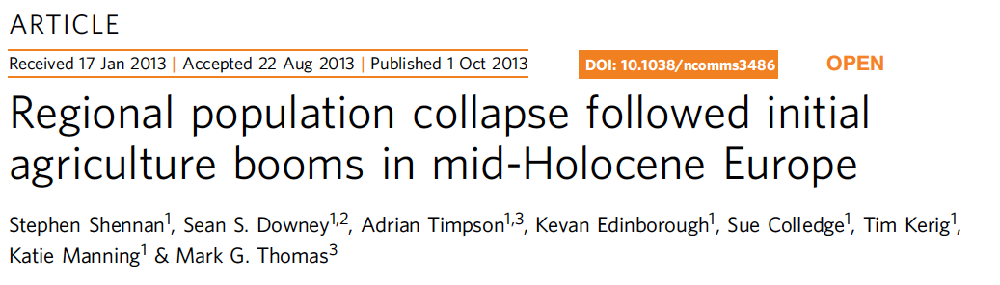 ARTICLE
Received 17 Jan 2013 | Accepted 22 Aug 2013 | Published 1 Oct 2013
DOI: 10.1038/ncomms3486
OPEN
Regional population collapse followed initial
agriculture booms in mid-Holocene Europe
Stephen Shennan¹, Sean S. Downey¹,², Adrian Timpson¹,³, Kevan Edinborough¹, Sue Colledge¹, Tim Kerig¹,
Katie Manning¹ & Mark G. Thomas³